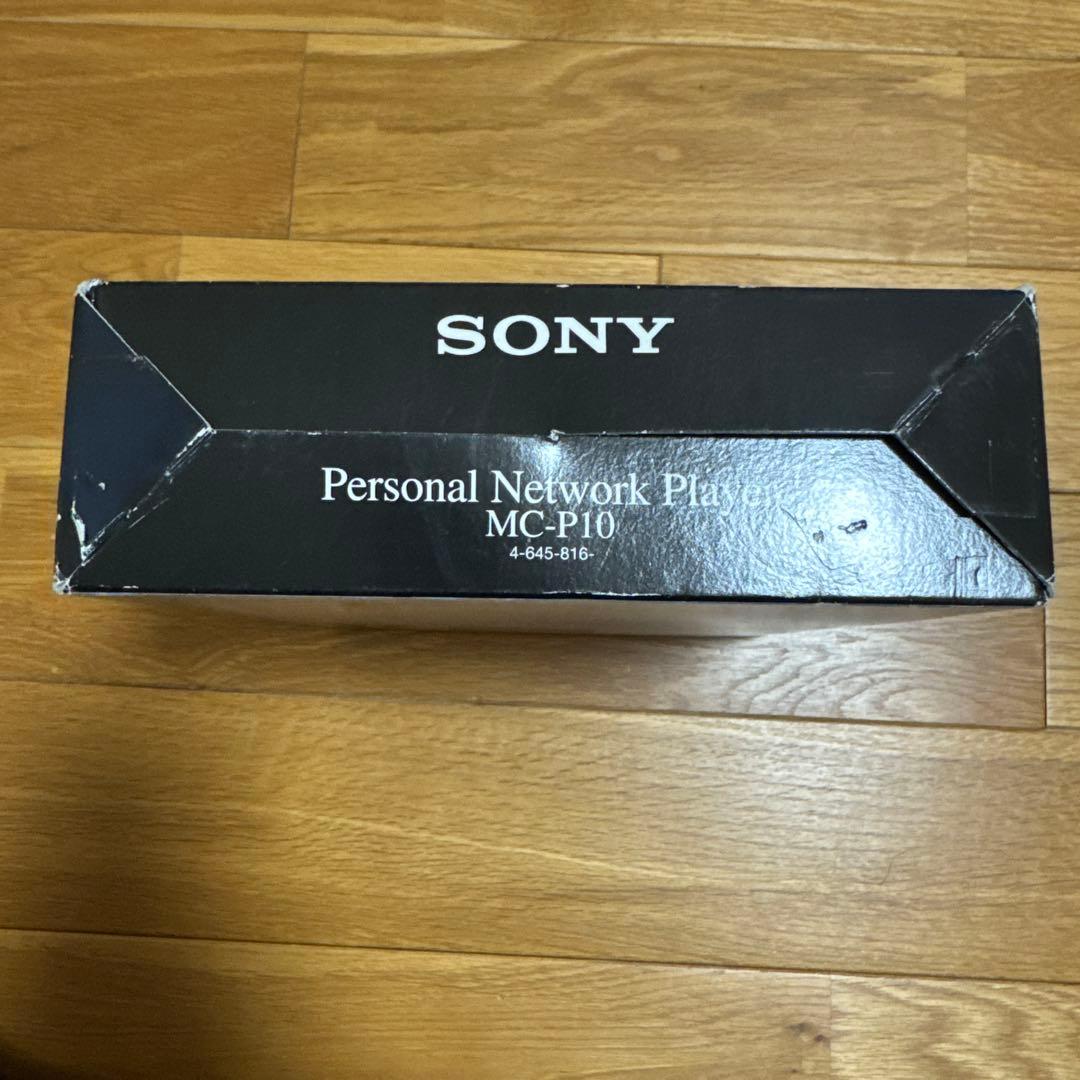 SONY
Personal Network Player
MC-P10
4-645-816-